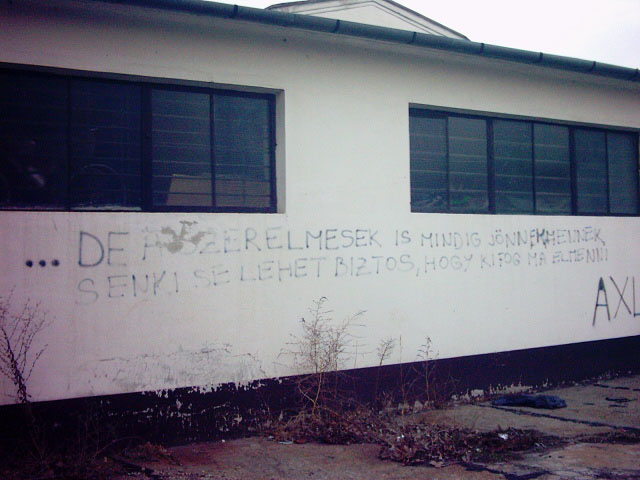 ... DE A SZERELMESEK IS MINDIG JÖNNEK MENNEK
SENKI SE LEHET BIZTOS, HOGY KI FOG MA ELMENNI
AXL